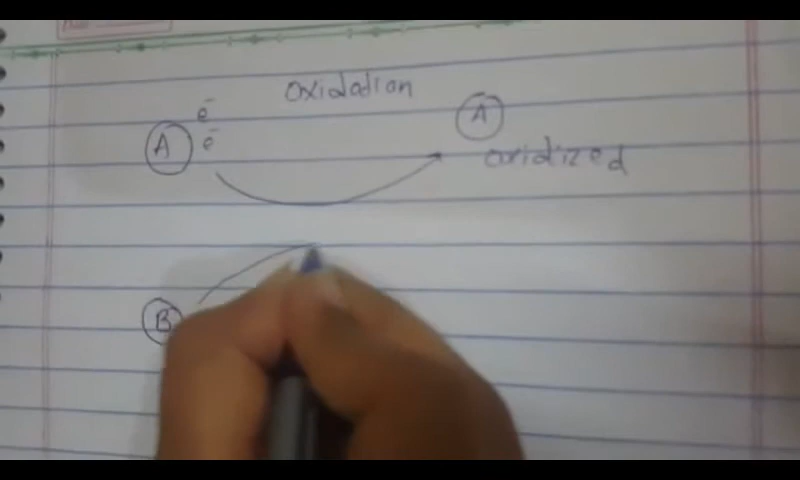 Oxidation
e-
A e- A
oxidized
B